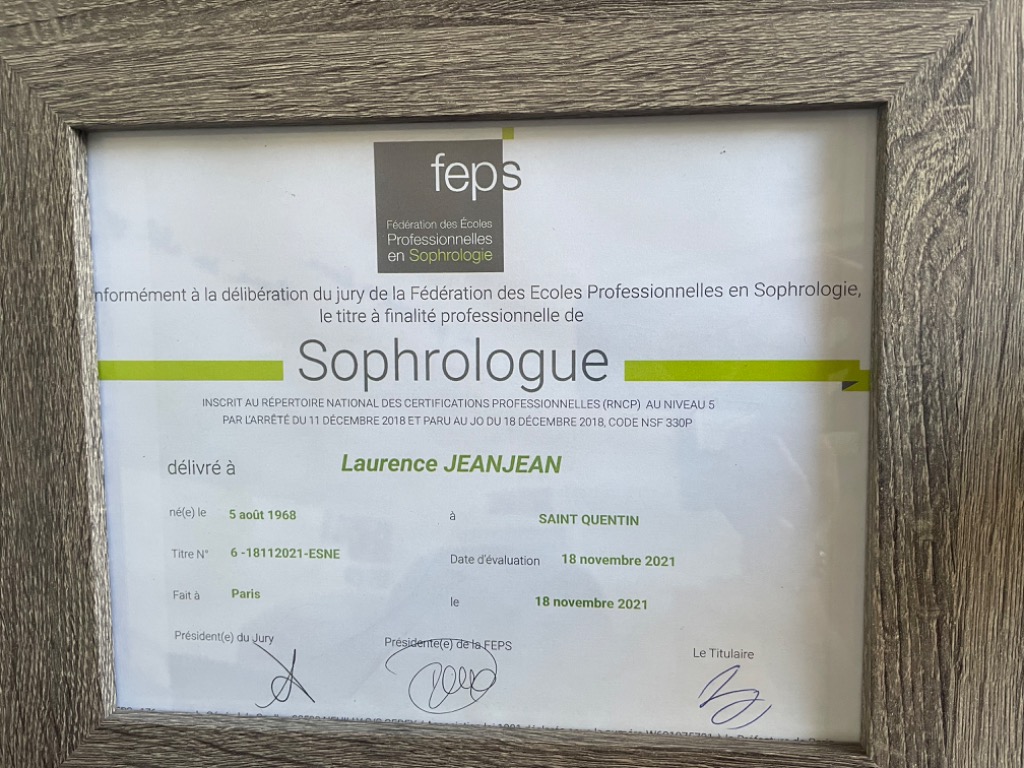 feps
Fédération des Écoles
Professionnelles
en Sophrologie
nformément à la délibération du jury de la Fédération des Ecoles Professionnelles en Sophrologie,
le titre à finalité professionnelle de
Sophrologue
INSCRIT AU RÉPERTOIRE NATIONAL DES CERTIFICATIONS PROFESSIONNELLES (RNCP) AU NIVEAU 5
PAR L'ARRÊTÉ DU 11 DÉCEMBRE 2018 ET PARU AU JO DU 18 DÉCEMBRE 2018, CODE NSF 330P
délivré à Laurence JEANJEAN
né(e) le 5 août 1968 à SAINT QUENTIN
Titre N° 6 -18112021-ESNE Date d'évaluation 18 novembre 2021
Fait à Paris le 18 novembre 2021
Président(e) du Jury Présidente(e) de la FEPS Le Titulaire